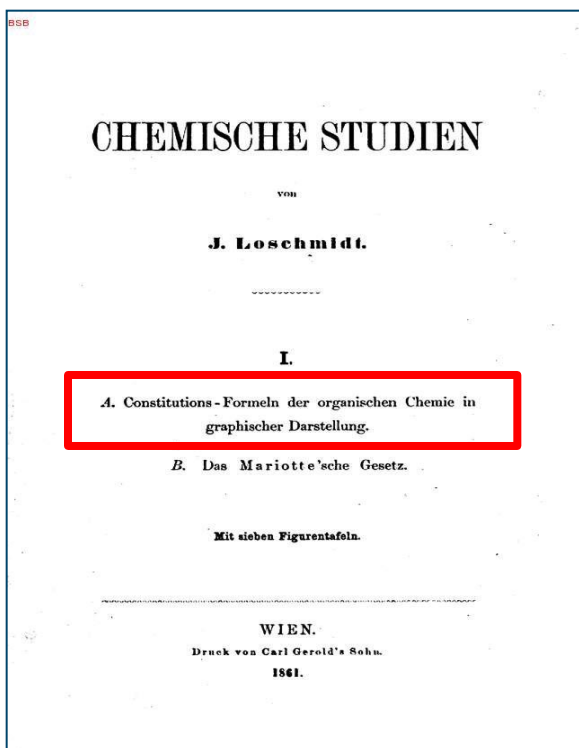 BSB
CHEMISCHE STUDIEN
von
J. Loschmidt.
I.
A. Constitutions-Formeln der organischen Chemie in
graphischer Darstellung.
B. Das Mariotte'sche Gesetz.
Mit sieben Figurentafeln.
WIEN.
Druck von Carl Gerold's Sohn.
1861.